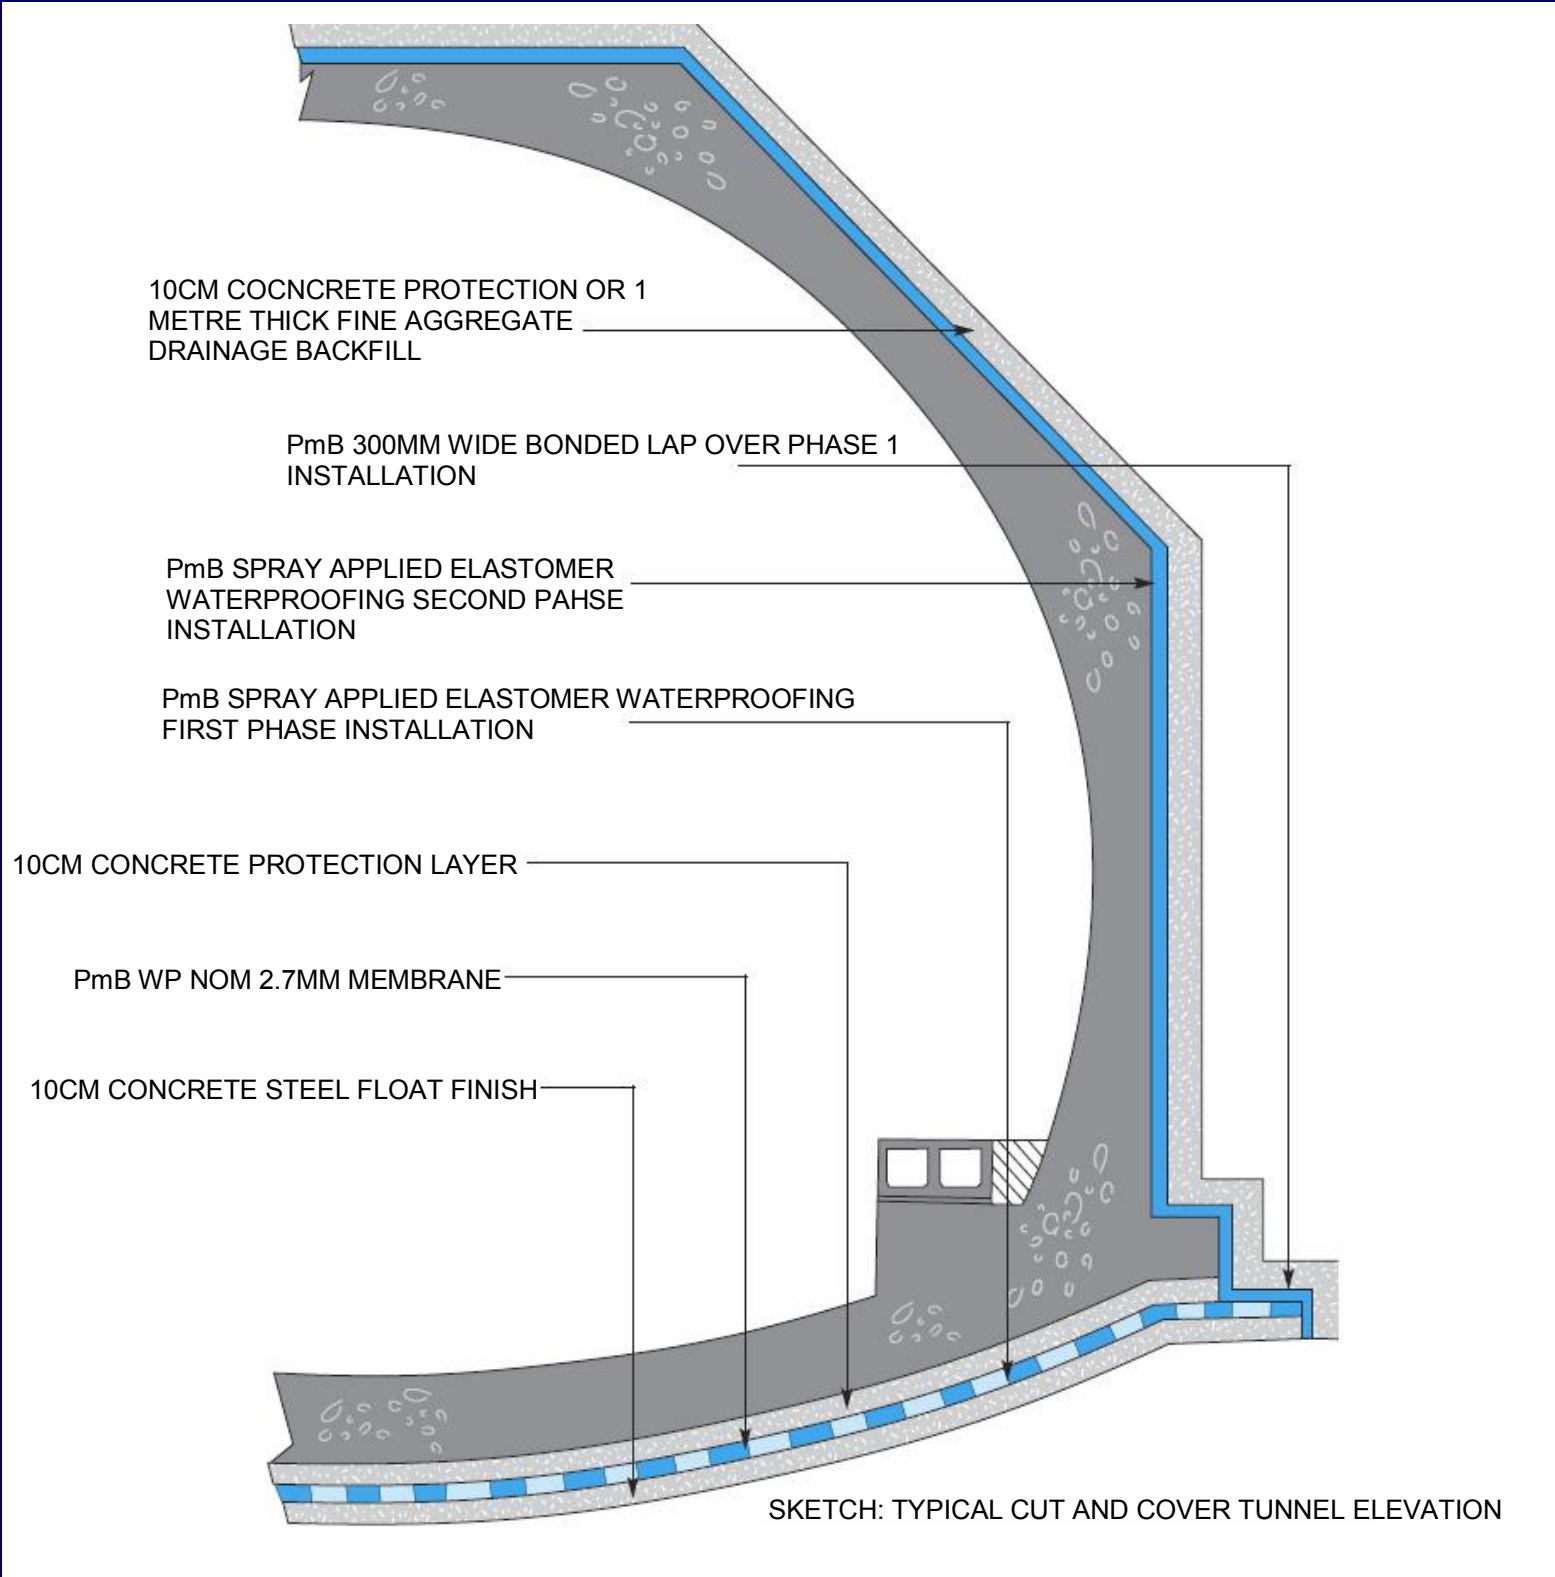 10CM COCNCRETE PROTECTION OR 1
METRE THICK FINE AGGREGATE
DRAINAGE BACKFILL
PmB 300MM WIDE BONDED LAP OVER PHASE 1
INSTALLATION
PmB SPRAY APPLIED ELASTOMER
WATERPROOFING SECOND PAHSE
INSTALLATION
PmB SPRAY APPLIED ELASTOMER WATERPROOFING
FIRST PHASE INSTALLATION
10CM CONCRETE PROTECTION LAYER
PmB WP NOM 2.7MM MEMBRANE
10CM CONCRETE STEEL FLOAT FINISH
SKETCH: TYPICAL CUT AND COVER TUNNEL ELEVATION